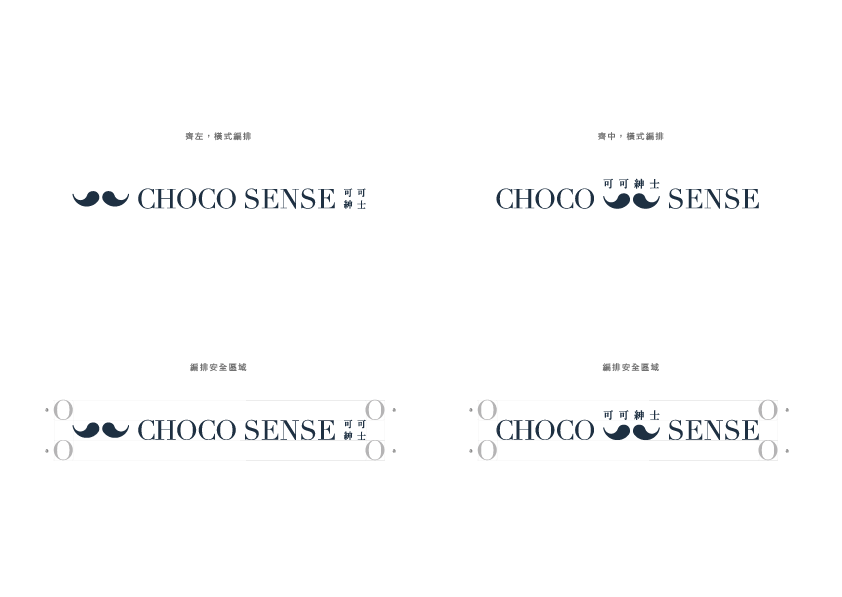 齊左，橫式編排
齊中，橫式編排
CHOCO SENSE 可可
紳士
可可紳士
CHOCO SENSE
編排安全區域
編排安全區域
O O
CHOCO SENSE 可可
紳士
O O
O O
可可紳士
CHOCO SENSE
O O